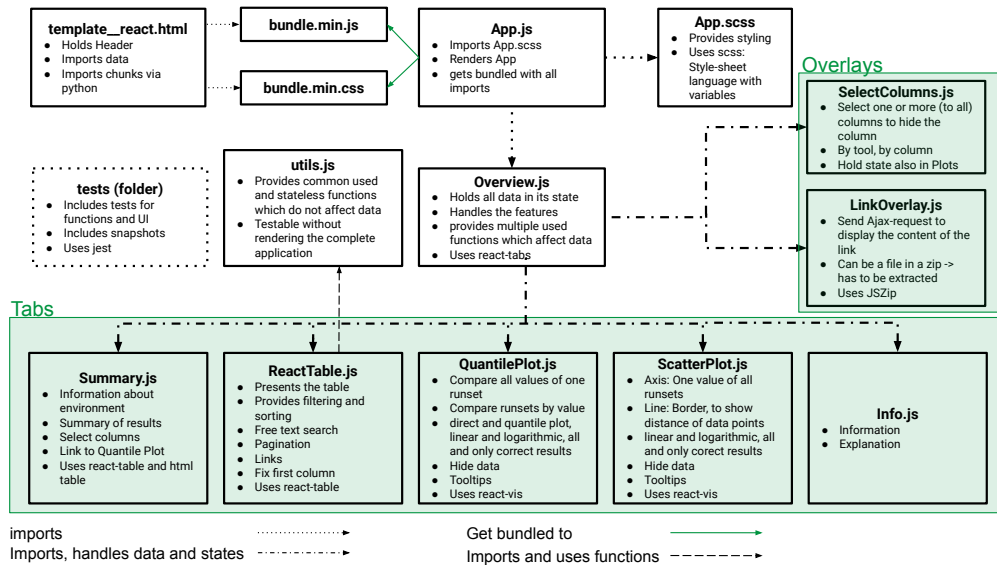 template__react.html
Holds Header
Imports data
Imports chunks via
python
bundle.min.js
bundle.min.css
App.js
Imports App.scss
Renders App
gets bundled with all
imports
App.scss
Provides styling
Uses scss:
Style-sheet
language with
variables
Overlays
SelectColumns.js
Select one or more (to all)
columns to hide the
column
By tool, by column
Hold state also in Plots
LinkOverlay.js
Send Ajax-request to
display the content of the
link
Can be a file in a zip ->
has to be extracted
Uses JSZip
tests (folder)
Includes tests for
functions and UI
Includes snapshots
Uses jest
utils.js
Provides common used
and stateless functions
which do not affect data
Testable without
rendering the complete
application
Overview.js
Holds all data in its state
Handles the features
provides multiple used
functions which affect data
Uses react-tabs
Tabs
Summary.js
Information about
environment
Summary of results
Select columns
Link to Quantile Plot
Uses react-table and html
table
ReactTable.js
Presents the table
Provides filtering and
sorting
Free text search
Pagination
Links
Fix first column
Uses react-table
QuantilePlot.js
Compare all values of one
runset
Compare runsets by value
direct and quantile plot,
linear and logarithmic, all
and only correct results
Hide data
Tooltips
Uses react-vis
ScatterPlot.js
Axis: One value of all
runsets
Line: Border, to show
distance of data points
linear and logarithmic, all
and only corect results
Hide data
Tooltips
Uses react-vis
Info.js
Information
Explanation
imports
Imports, handles data and states
Get bundled to
Imports and uses functions